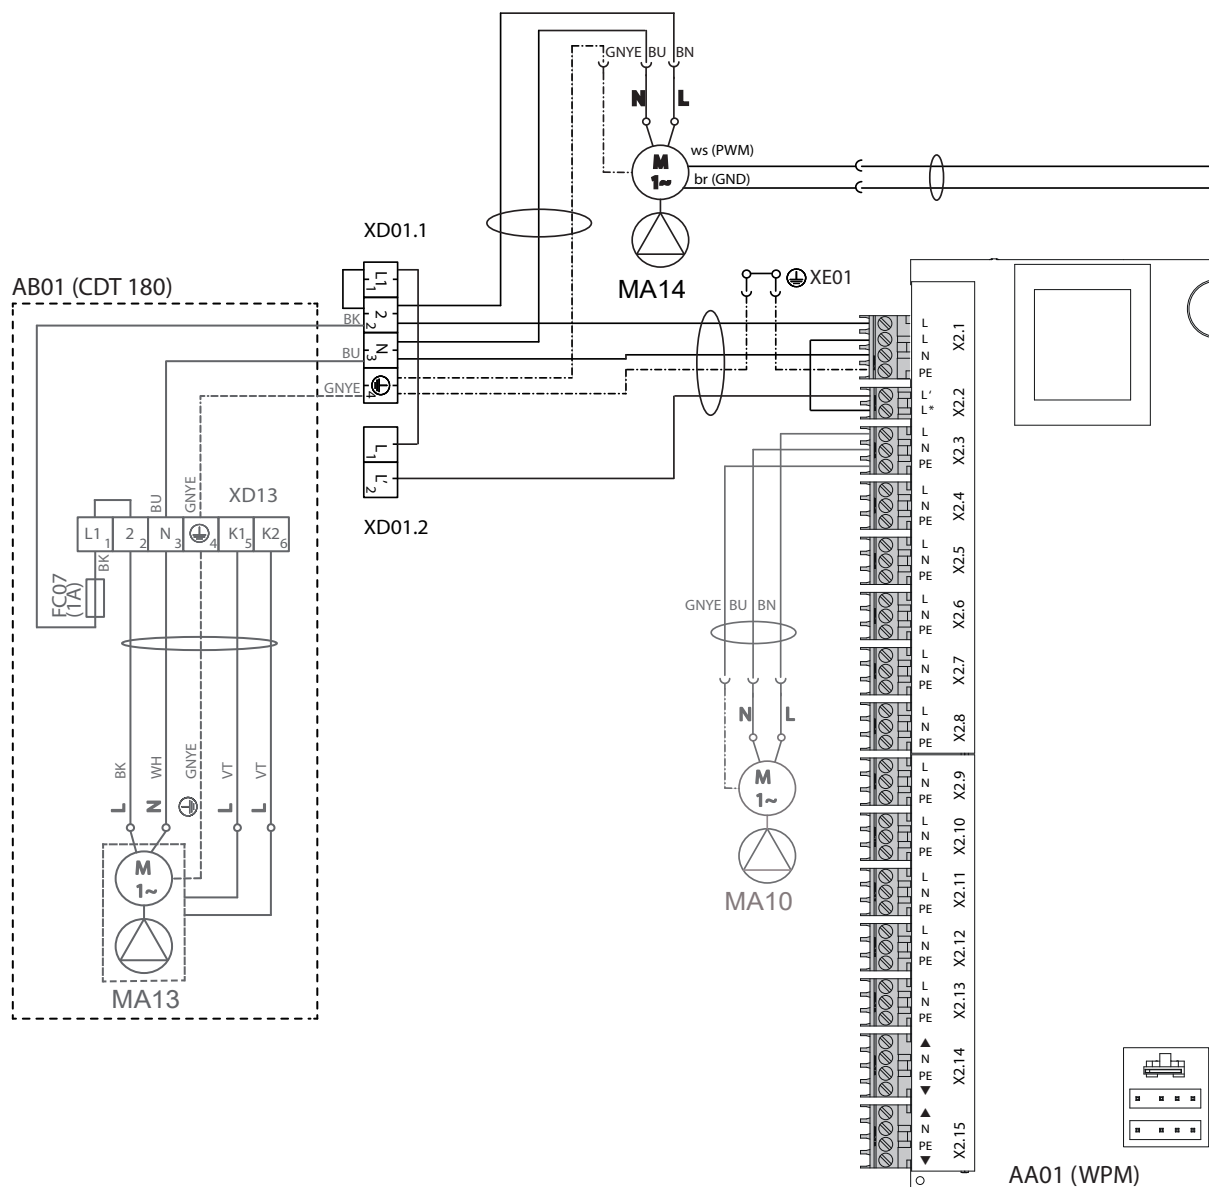 GNYE BU BN
N L
M
1~
ws (PWM)
br (GND)
MA14
XD01.1
L1 1
2 2
N 3
4
L 1
L' 2
XD01.2
XE01
AB01 (CDT 180)
BK
BU
GNYE
BU
GNYE
XD13
L1 1
2 2
N 3
4
K1 5
K2 6
BK
FC07
(1A)
BK
WH
GNYE
VT
VT
L
N
L
L
M
1~
MA13
GNYE BU BN
N L
M
1~
MA10
L
L
N
PE
X2.1
L'
L*
X2.2
L
N
PE
X2.3
L
N
PE
X2.4
L
N
PE
X2.5
L
N
PE
X2.6
L
N
PE
X2.7
L
N
PE
X2.8
L
N
PE
X2.9
L
N
PE
X2.10
L
N
PE
X2.11
L
N
PE
X2.12
L
N
PE
X2.13
▲
N
PE
▼
X2.14
▲
N
PE
▼
X2.15
AA01 (WPM)